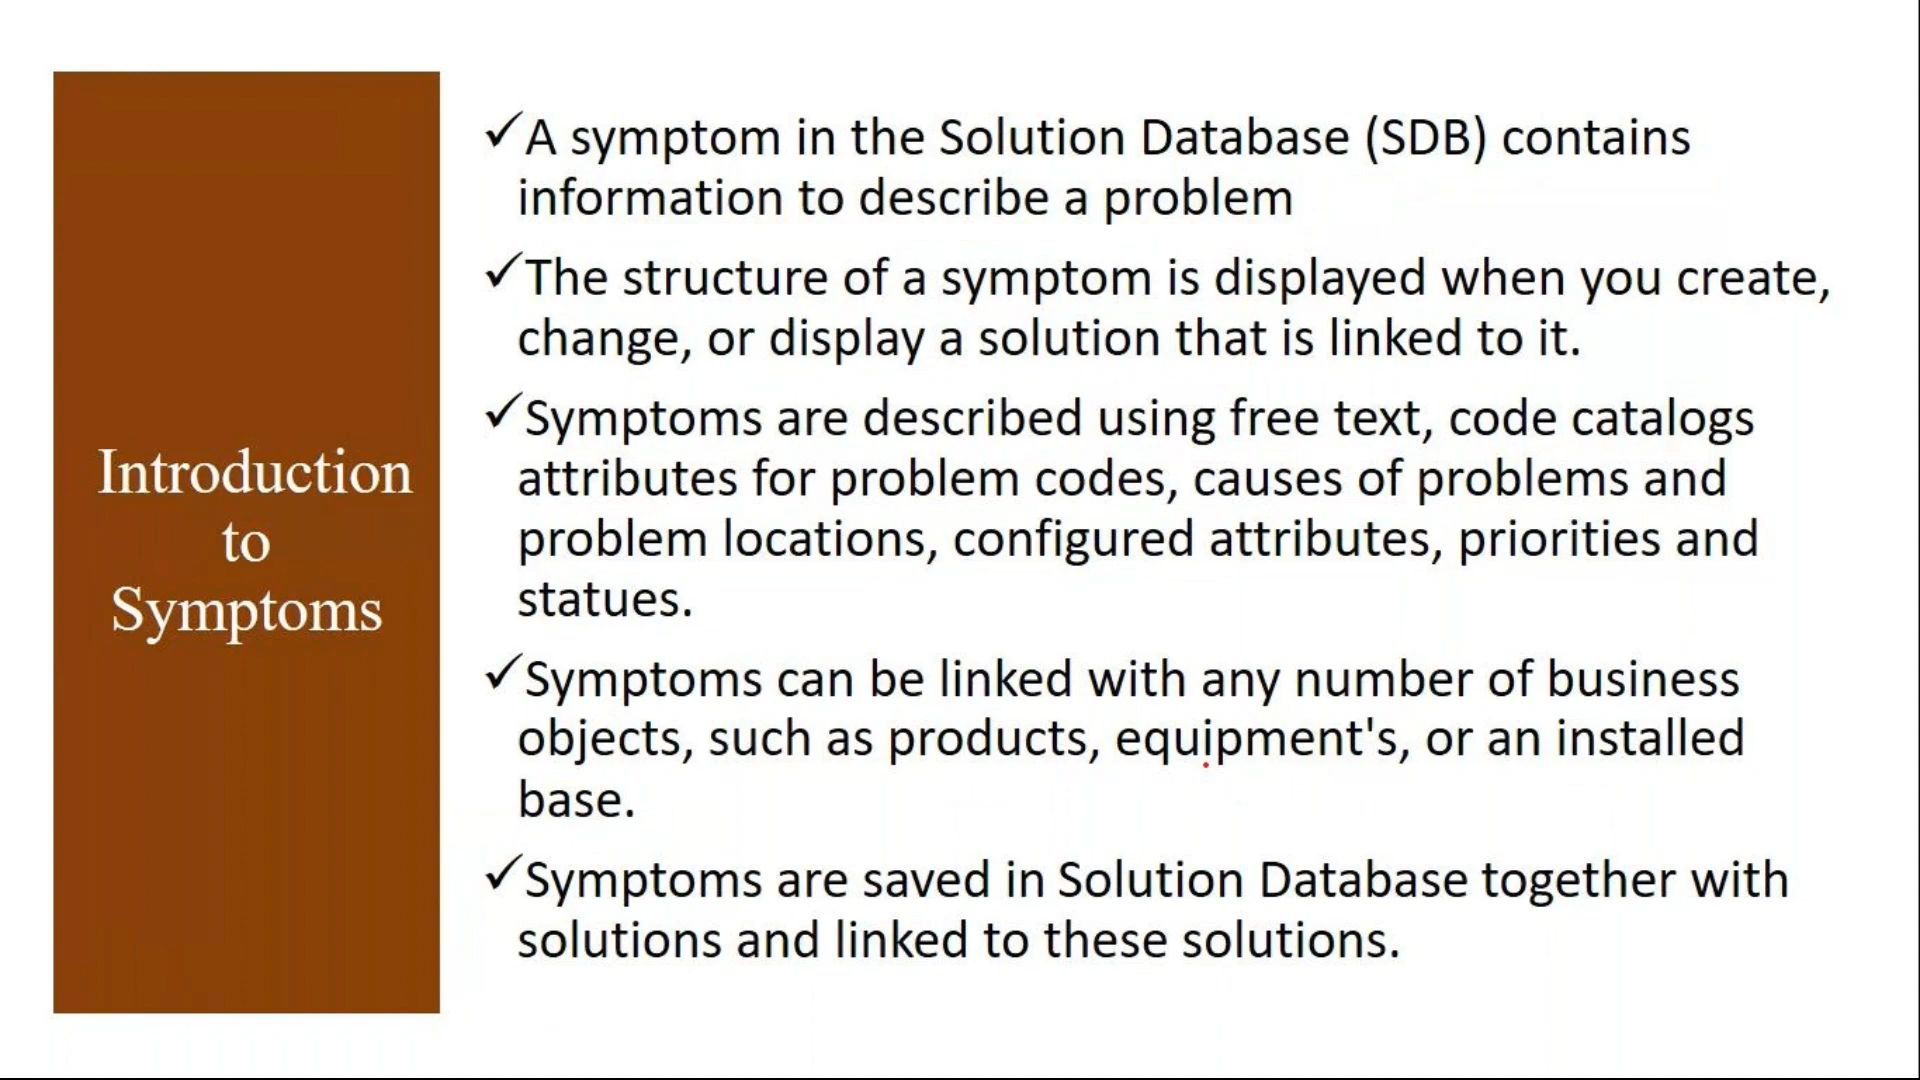 Introduction
to
Symptoms
✓A symptom in the Solution Database (SDB) contains
information to describe a problem
✓The structure of a symptom is displayed when you create,
change, or display a solution that is linked to it.
✓Symptoms are described using free text, code catalogs
attributes for problem codes, causes of problems and
problem locations, configured attributes, priorities and
statues.
✓Symptoms can be linked with any number of business
objects, such as products, equipment's, or an installed
base.
✓Symptoms are saved in Solution Database together with
solutions and linked to these solutions.